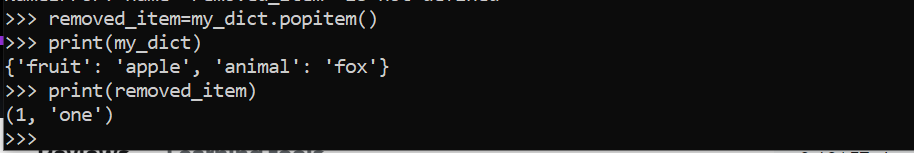 >>> removed_item=my_dict.popitem()
>>> print(my_dict)
{'fruit': 'apple', 'animal': 'fox'}
>>> print(removed_item)
(1, 'one')
>>>